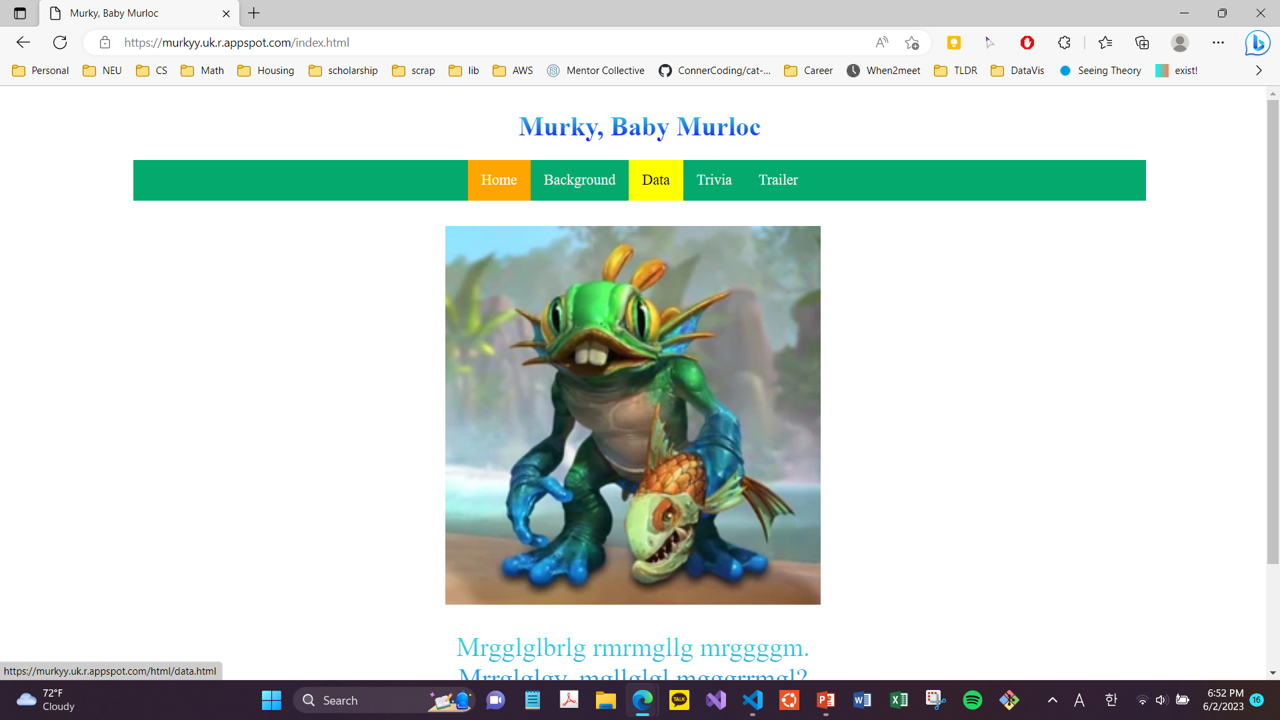 Murky, Baby Murloc
https://murkyy.uk.r.appspot.com/index.html
Personal NEU CS Math Housing scholarship scrap lib AWS Mentor Collective ConnerCoding/cat-... Career When2meet TLDR DataVis Seeing Theory exist!
Murky, Baby Murloc
Home Background Data Trivia Trailer
Mrgglglbrlg rmrmgllg mrggggm.
https://murkyy.uk.r.appspot.com/html/data.html
72°F
Cloudy
Search
TALK
A 한
6:52 PM
6/2/2023
16